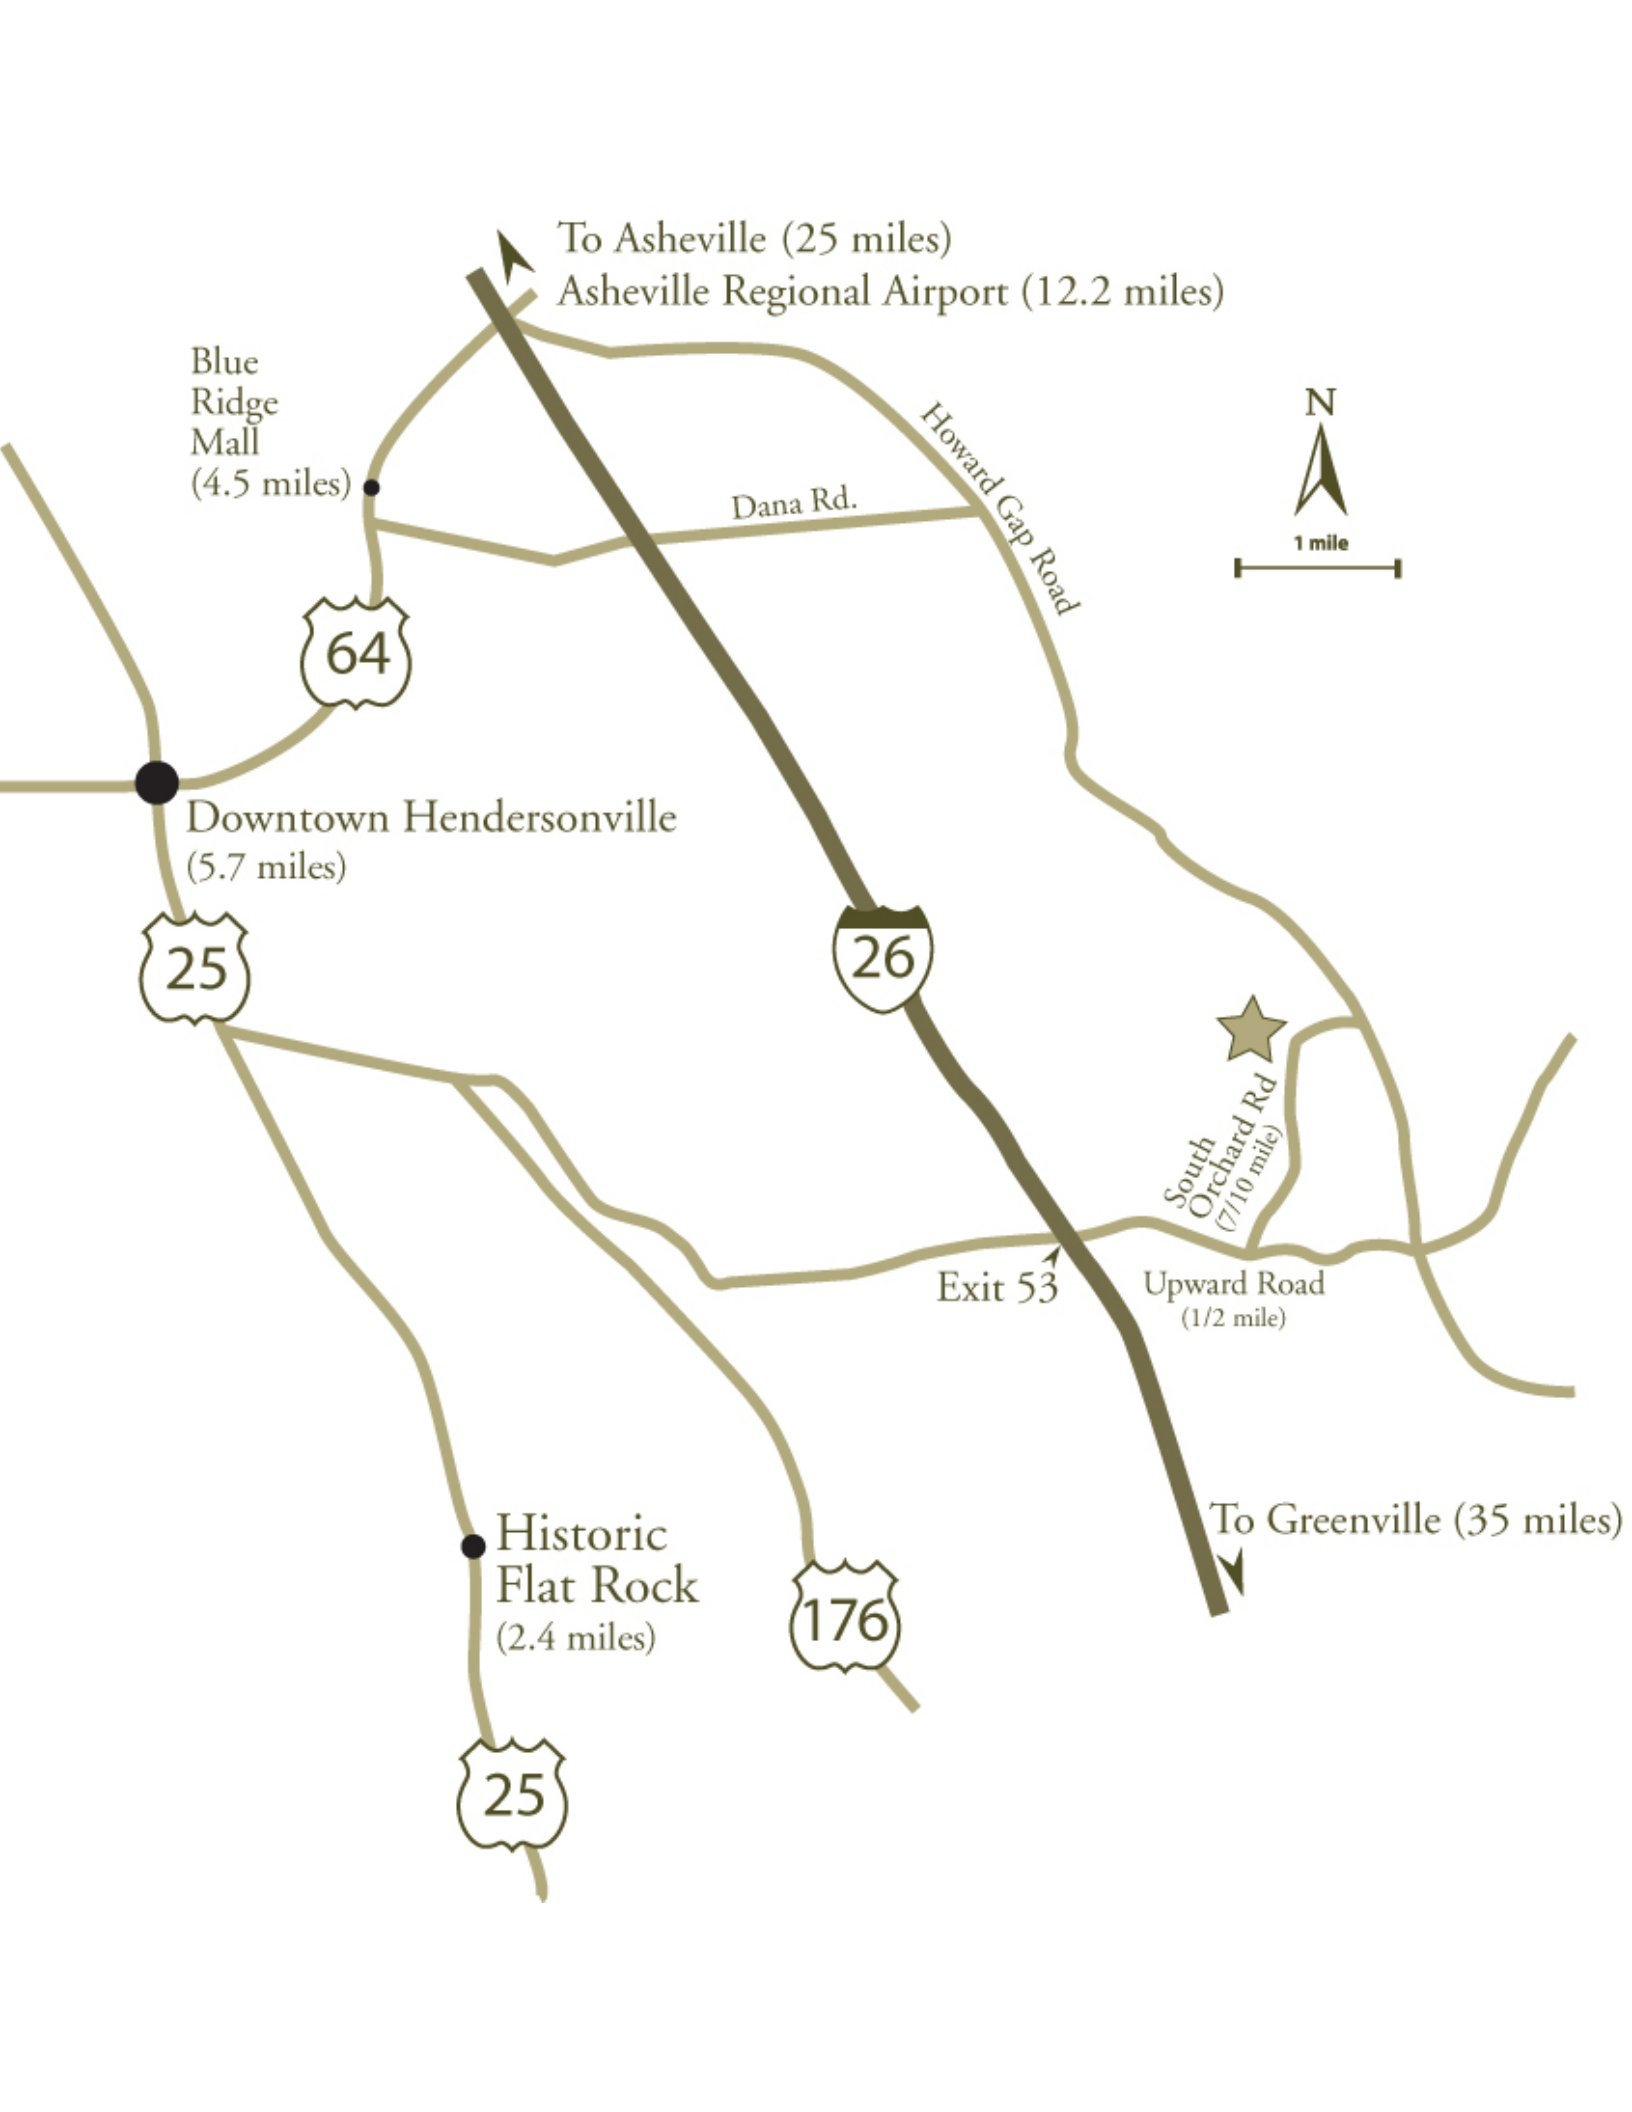 To Asheville (25 miles)
Asheville Regional Airport (12.2 miles)
Blue
Ridge
Mall
(4.5 miles)
Howard Gap Road
N
1 mile
Dana Rd.
64
Downtown Hendersonville
(5.7 miles)
25
26
South
Orchard Rd
(7/10 mile)
Exit 53
Upward Road
(1/2 mile)
To Greenville (35 miles)
Historic
Flat Rock
(2.4 miles)
176
25